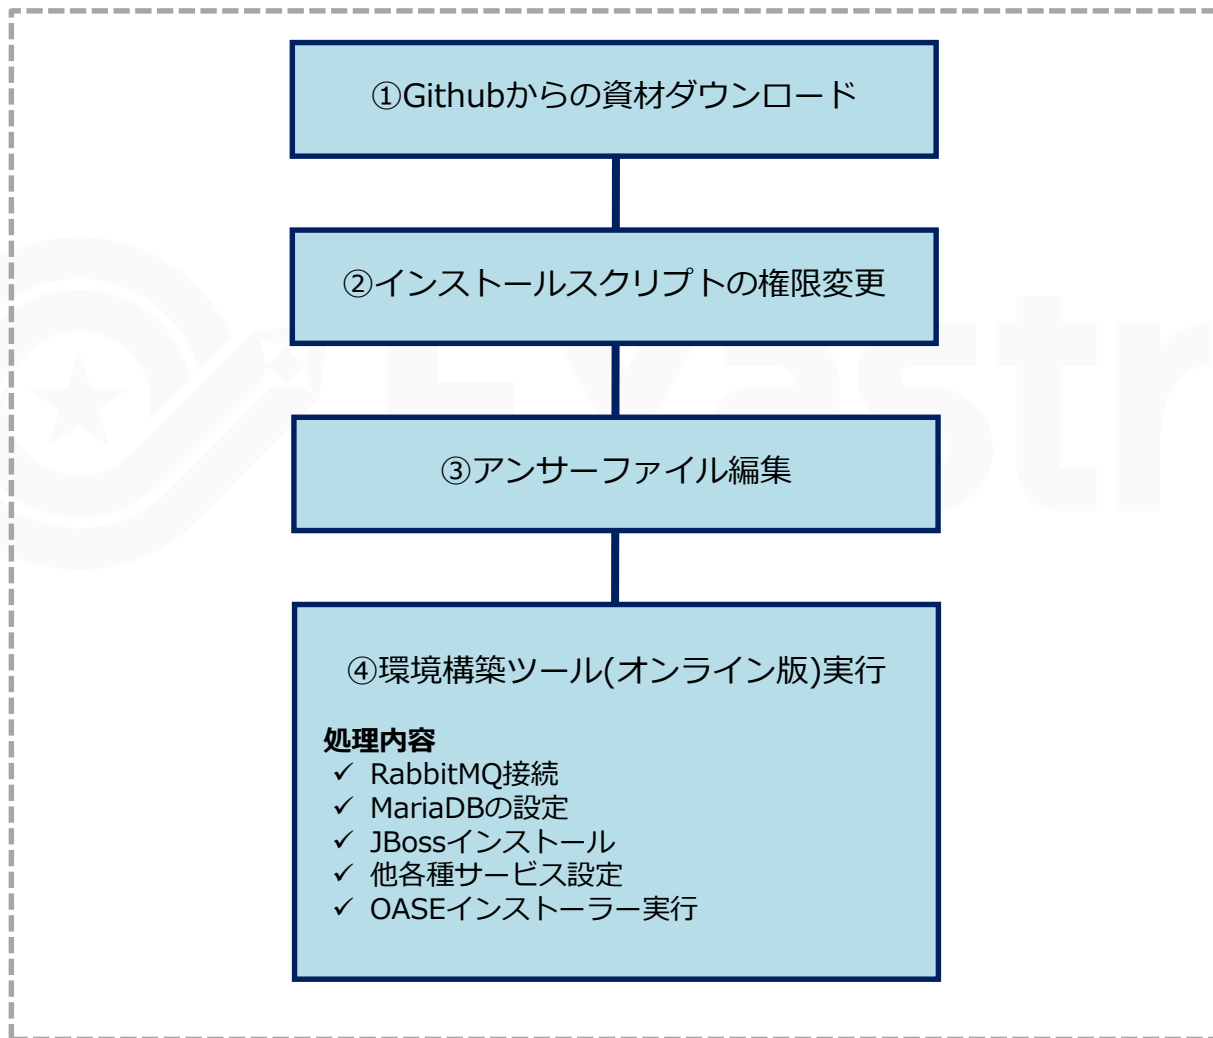 ①Githubからの資材ダウンロード
②インストールスクリプトの権限変更
③アンサーファイル編集
④環境構築ツール(オンライン版)実行
処理内容
✓ RabbitMQ接続
✓ MariaDBの設定
✓ JBossインストール
✓ 他各種サービス設定
✓ OASEインストーラー実行